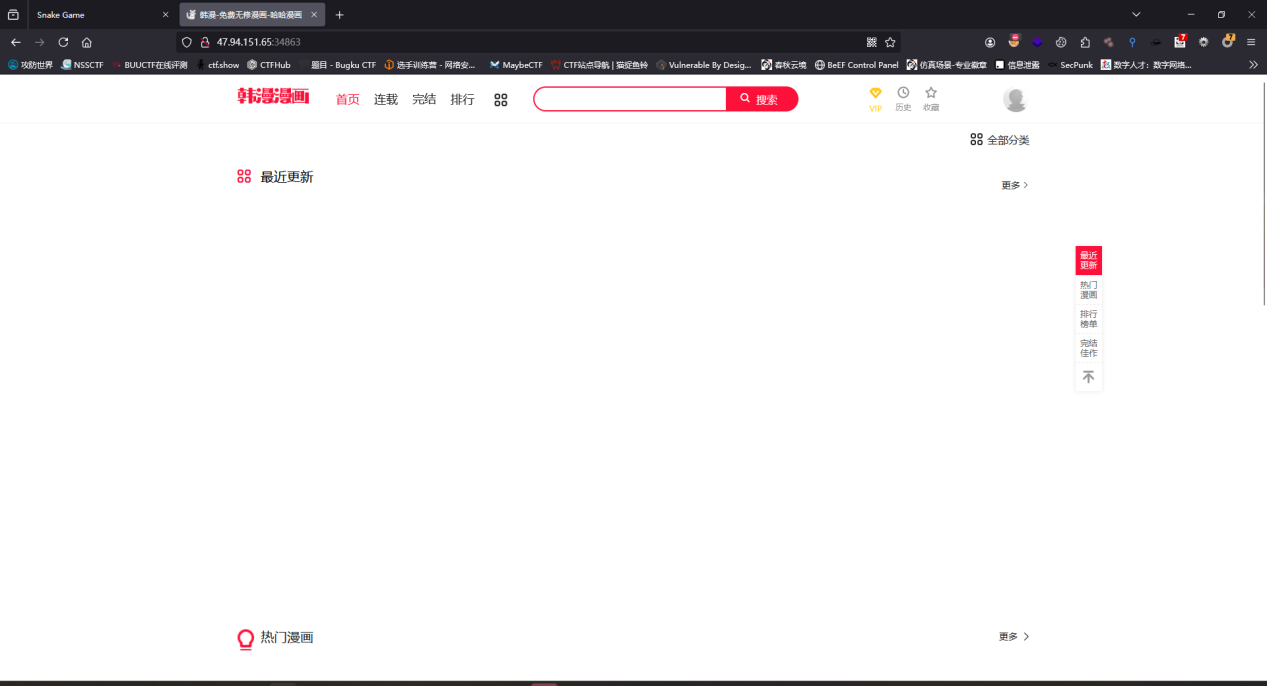 Snake Game
韩漫-免费无修漫画-哈哈漫画
47.94.151.65:34863
攻防世界 NSSCTF BUUCTF在线评测 ctf.show CTFHub 题目 - Bugku CTF 选手训练营 - 网络安... MaybeCTF CTF站点导航 | 猫捉鱼铃 Vulnerable By Desig... 春秋云境 BeEF Control Panel 仿真场景-专业徽章 信息泄露 SecPunk 数字人才：数字网络...
韩漫漫画 首页 连载 完结 排行 搜索 VIP 历史 收藏
全部分类
最近更新
更多
最近
更新
热门
漫画
排行
榜单
完结
佳作
热门漫画
更多